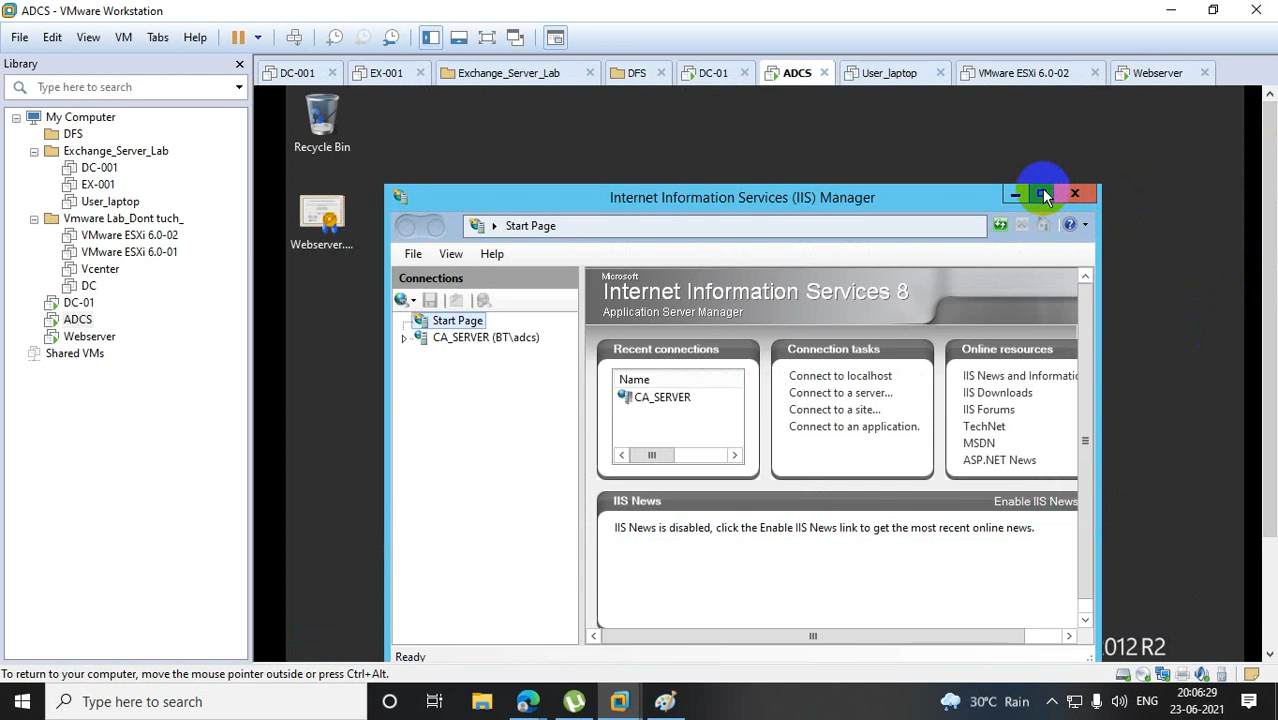 ADCS - VMware Workstation
File Edit View VM Tabs Help
Library
Type here to search
My Computer
DFS
Exchange_Server_Lab
DC-001
EX-001
User_laptop
Vmware Lab_Dont tuch_
VMware ESXi 6.0-02
VMware ESXi 6.0-01
Vcenter
DC
DC-01
ADCS
Webserver
Shared VMs
DC-001 EX-001 Exchange_Server_Lab DFS DC-01 ADCS User_laptop VMware ESXi 6.0-02 Webserver
Recycle Bin
Webserver....
Internet Information Services (IIS) Manager
Start Page
File View Help
Connections
Start Page
CA_SERVER (BT\adcs)
Microsoft
Internet Information Services 8
Application Server Manager
Recent connections
Name
CA_SERVER
Connection tasks
Connect to localhost
Connect to a server...
Connect to a site...
Connect to an application.
Online resources
IIS News and Informatio
IIS Downloads
IIS Forums
TechNet
MSDN
ASP.NET News
IIS News Enable IIS News
IIS News is disabled, click the Enable IIS News link to get the most recent online news.
Ready
012 R2
To return to your computer, move the mouse pointer outside or press Ctrl+Alt.
Type here to search
30°C Rain
ENG
20:06:29
23-06-2021